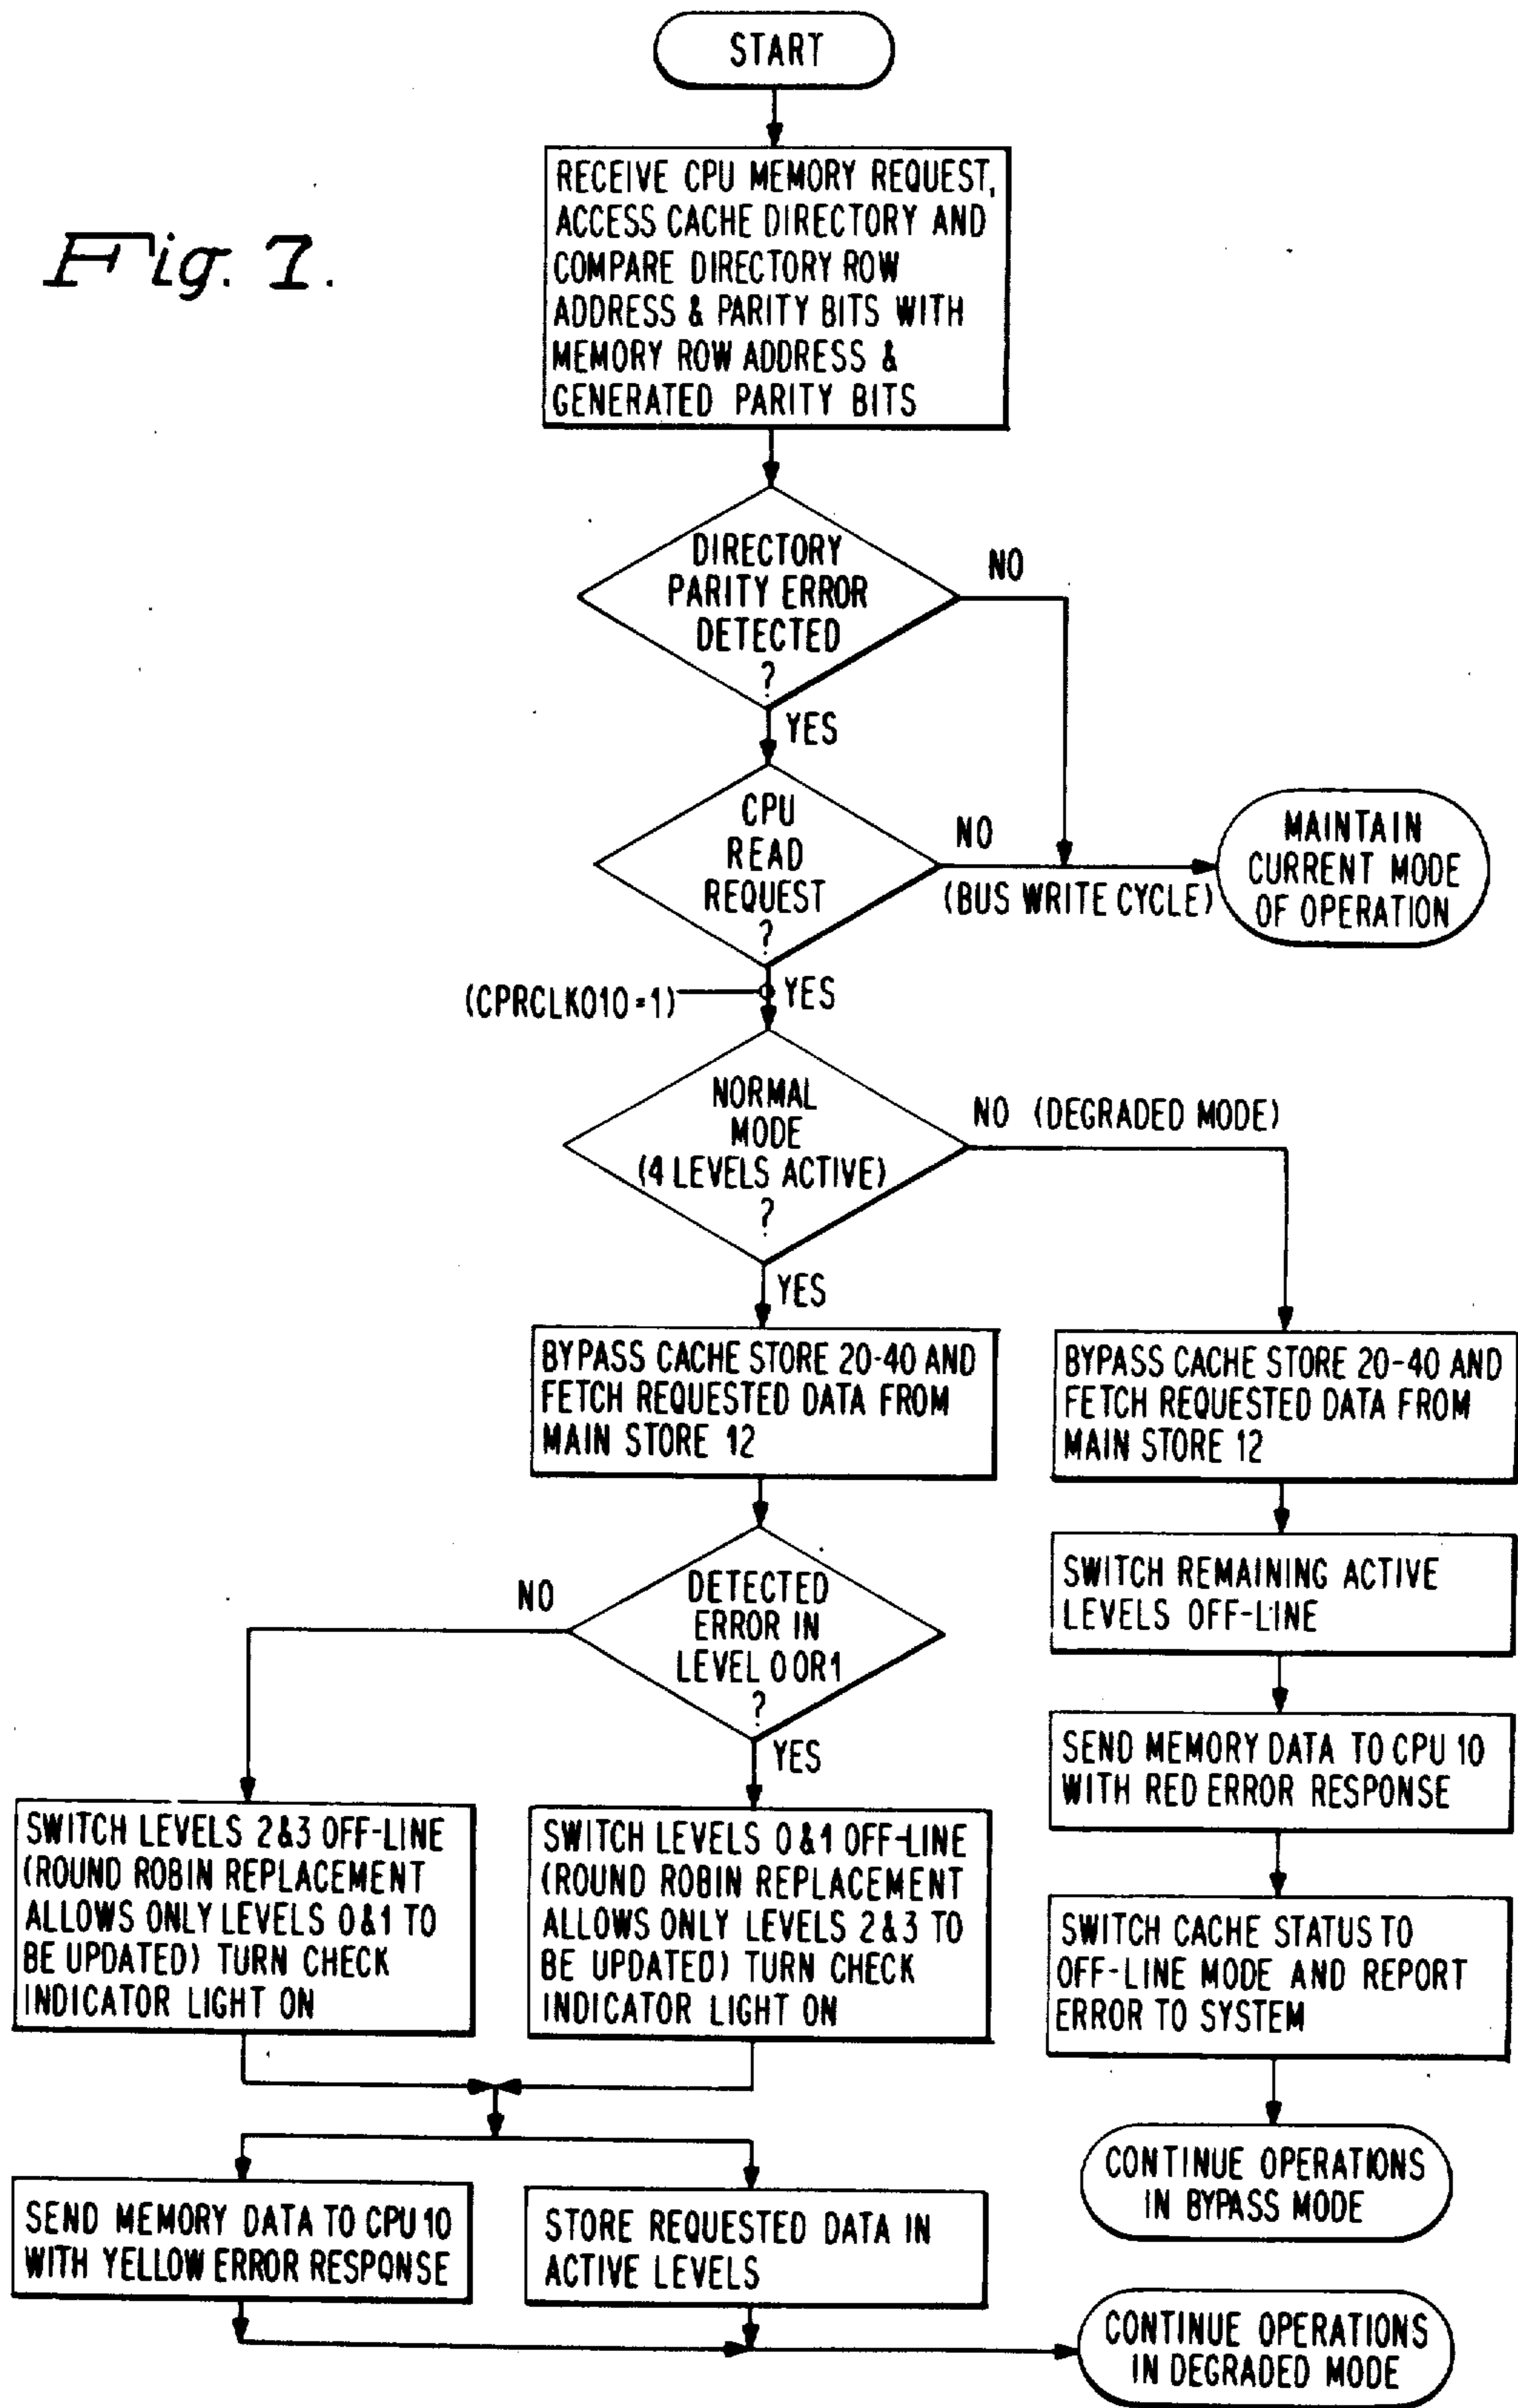 START
Fig. 7.
RECEIVE CPU MEMORY REQUEST,
ACCESS CACHE DIRECTORY AND
COMPARE DIRECTORY ROW
ADDRESS & PARITY BITS WITH
MEMORY ROW ADDRESS &
GENERATED PARITY BITS
DIRECTORY
PARITY ERROR
DETECTED
?
NO
YES
CPU
READ
REQUEST
?
NO
(BUS WRITE CYCLE)
MAINTAIN
CURRENT MODE
OF OPERATION
(CPRCLK010=1)
YES
NORMAL
MODE
(4 LEVELS ACTIVE)
?
NO (DEGRADED MODE)
YES
BYPASS CACHE STORE 20-40 AND
FETCH REQUESTED DATA FROM
MAIN STORE 12
BYPASS CACHE STORE 20-40 AND
FETCH REQUESTED DATA FROM
MAIN STORE 12
DETECTED
ERROR IN
LEVEL 0 OR 1
?
NO
YES
SWITCH REMAINING ACTIVE
LEVELS OFF-LINE
SEND MEMORY DATA TO CPU 10
WITH RED ERROR RESPONSE
SWITCH LEVELS 2&3 OFF-LINE
(ROUND ROBIN REPLACEMENT
ALLOWS ONLY LEVELS 0&1 TO
BE UPDATED) TURN CHECK
INDICATOR LIGHT ON
SWITCH LEVELS 0&1 OFF-LINE
(ROUND ROBIN REPLACEMENT
ALLOWS ONLY LEVELS 2&3 TO
BE UPDATED) TURN CHECK
INDICATOR LIGHT ON
SWITCH CACHE STATUS TO
OFF-LINE MODE AND REPORT
ERROR TO SYSTEM
CONTINUE OPERATIONS
IN BYPASS MODE
SEND MEMORY DATA TO CPU 10
WITH YELLOW ERROR RESPONSE
STORE REQUESTED DATA IN
ACTIVE LEVELS
CONTINUE OPERATIONS
IN DEGRADED MODE